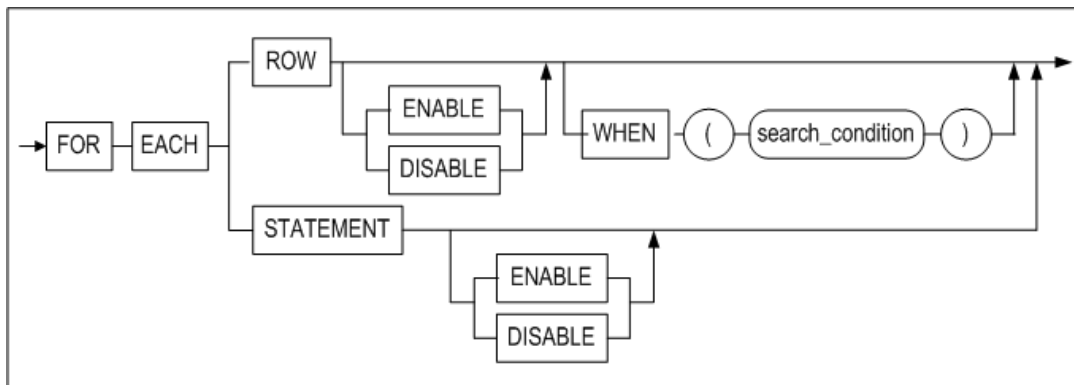 FOR EACH ROW
ENABLE
DISABLE
WHEN ( search_condition )
STATEMENT
ENABLE
DISABLE